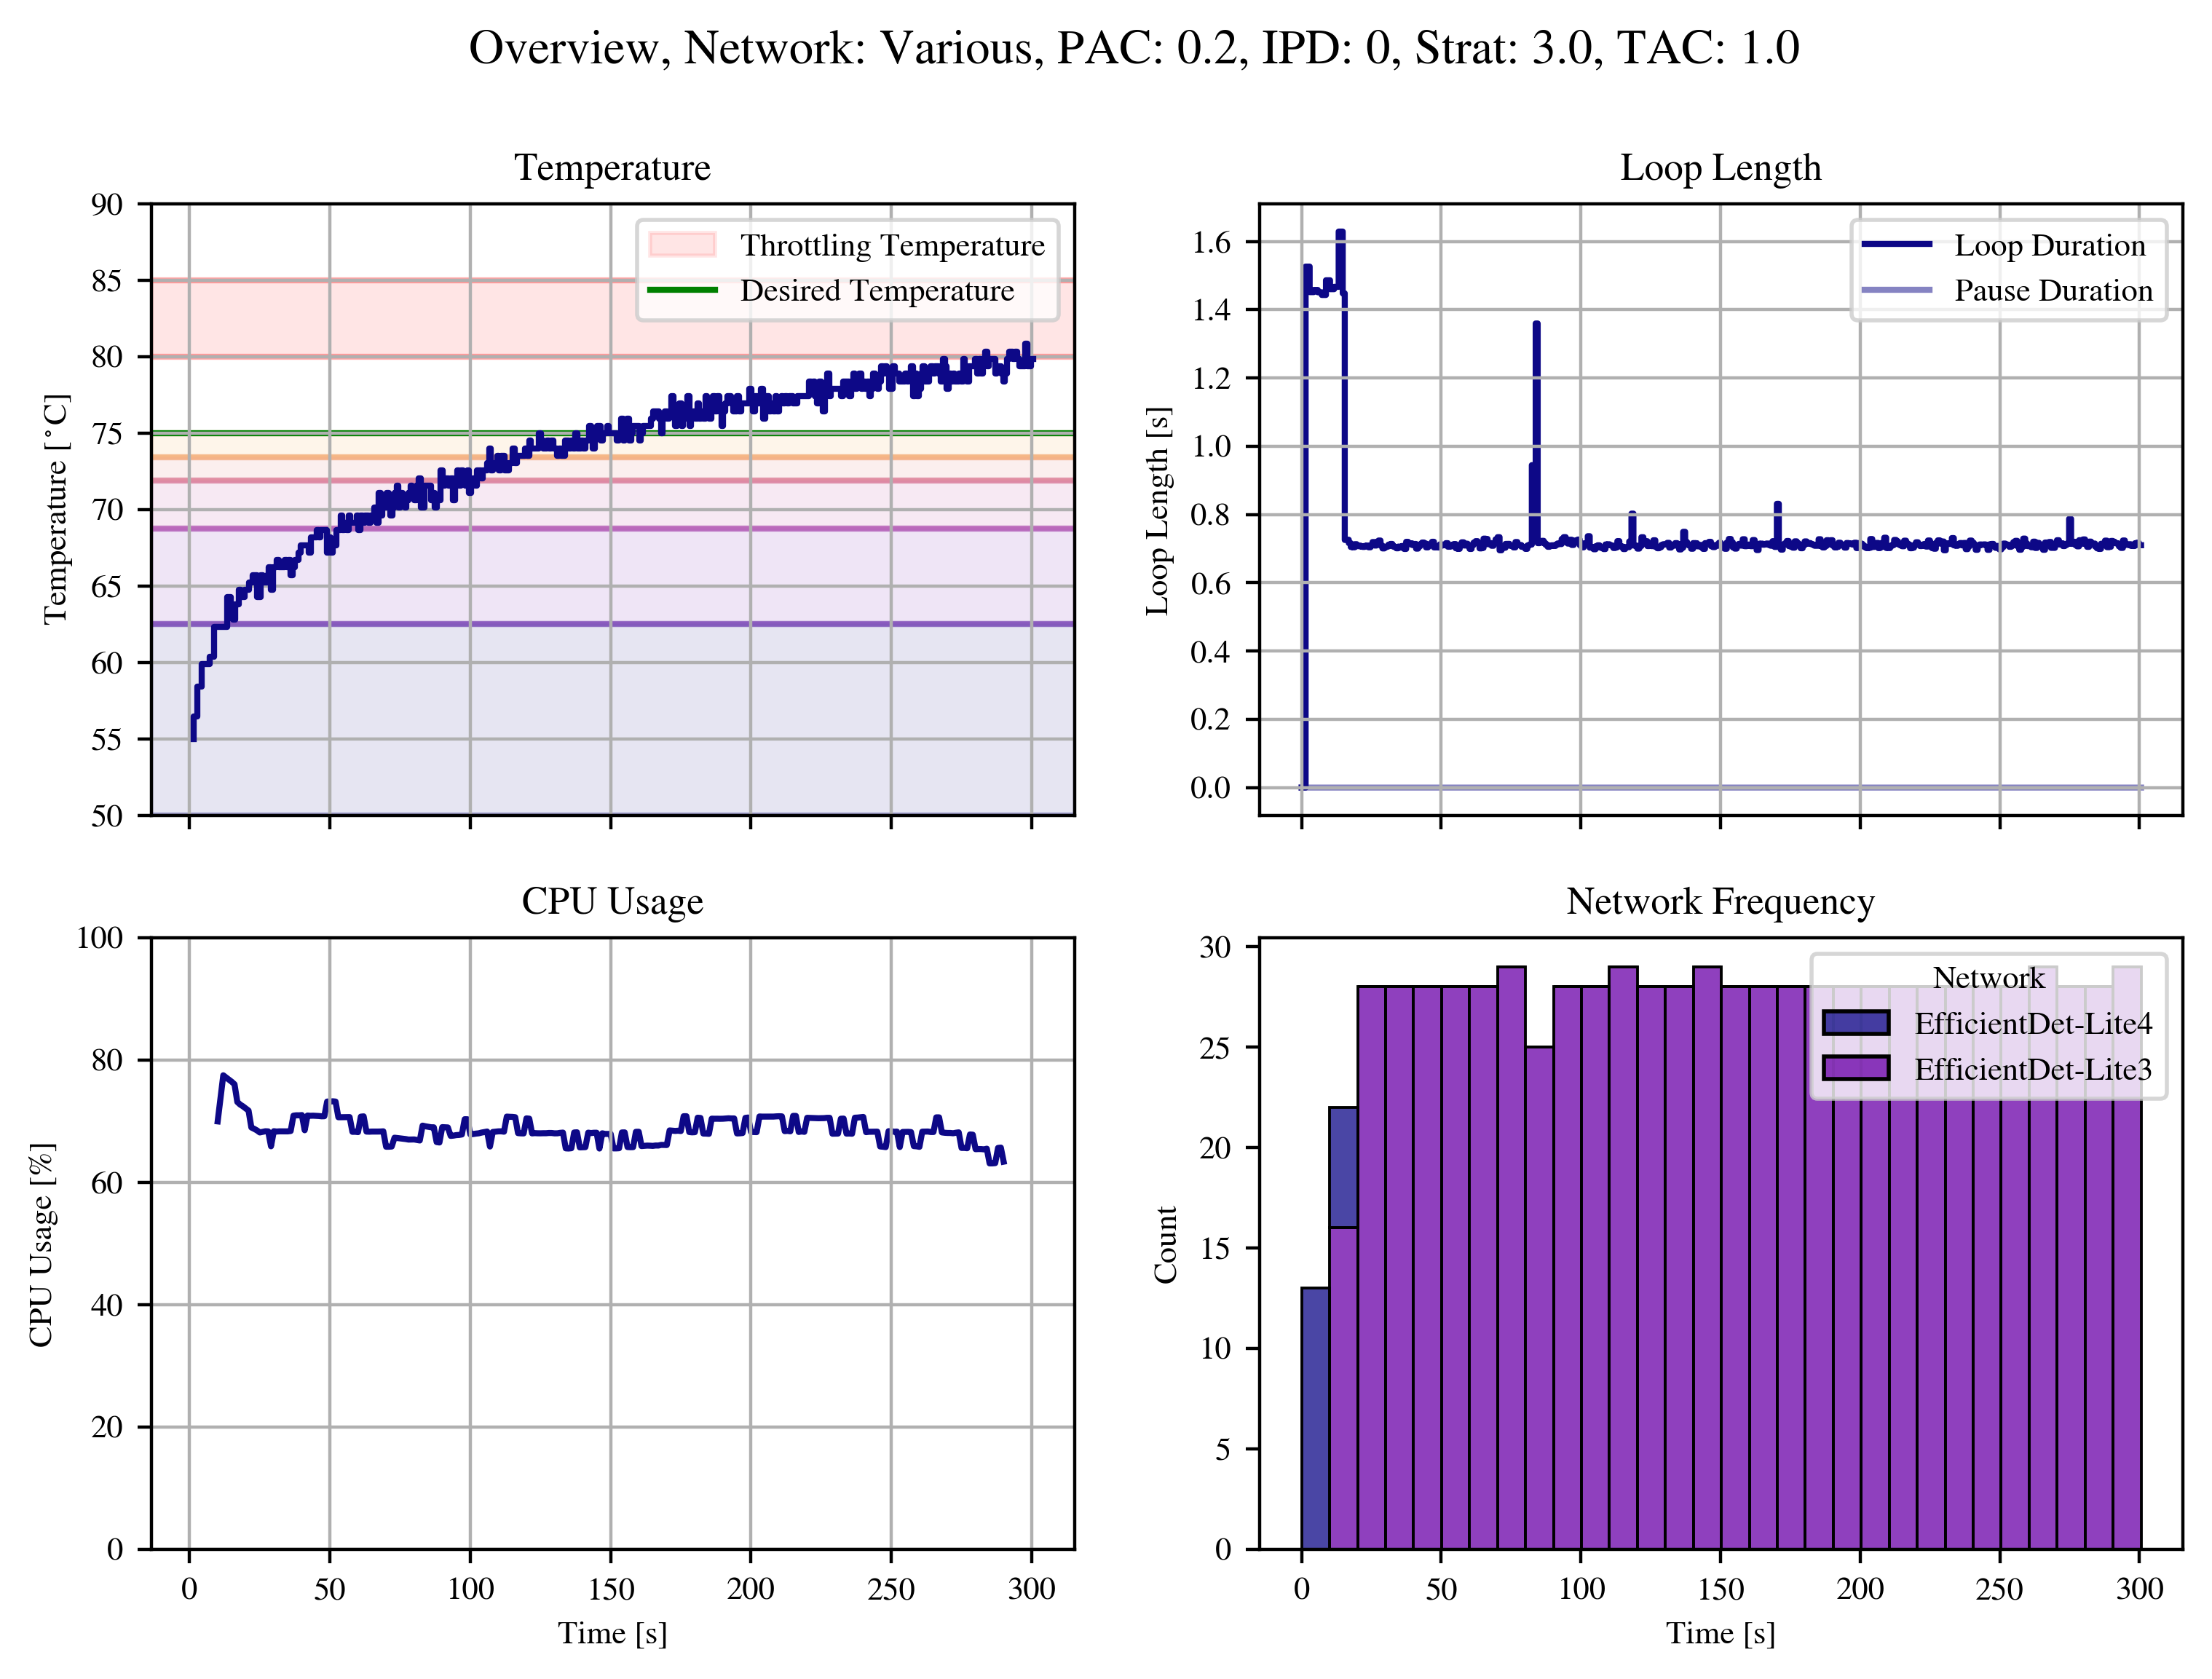 Overview, Network: Various, PAC: 0.2, IPD: 0, Strat: 3.0, TAC: 1.0
Temperature
90
85
80
75
70
65
60
55
50
Temperature [°C]
Throttling Temperature
Desired Temperature
Loop Length
1.6
1.4
1.2
1.0
0.8
0.6
0.4
0.2
0.0
Loop Length [s]
Loop Duration
Pause Duration
CPU Usage
100
80
60
40
20
0
CPU Usage [%]
0 50 100 150 200 250 300
Time [s]
Network Frequency
30
25
20
15
10
5
0
Count
Network
EfficientDet-Lite4
EfficientDet-Lite3
0 50 100 150 200 250 300
Time [s]